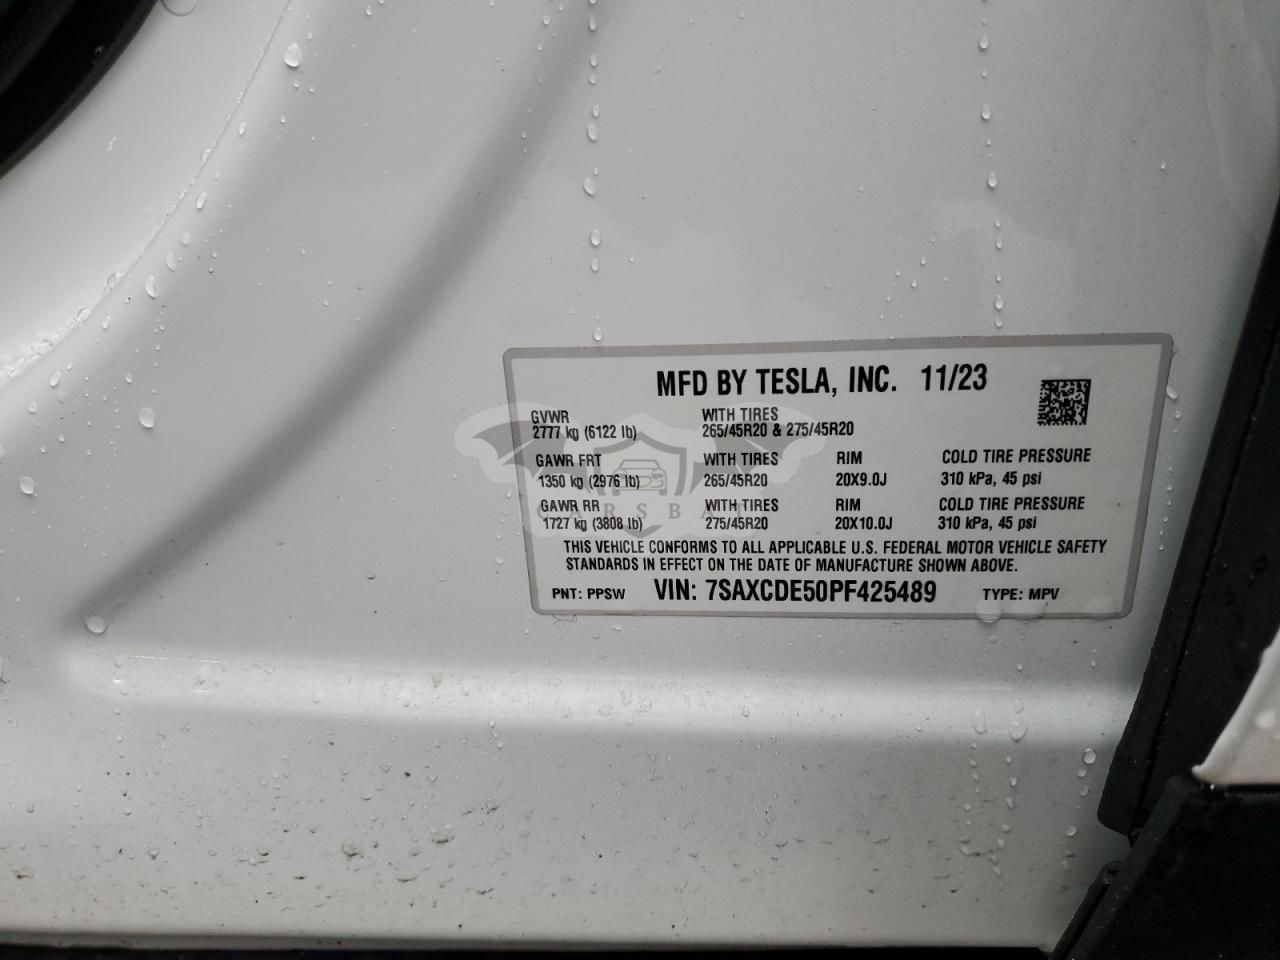 MFD BY TESLA, INC. 11/23
GVWR WITH TIRES
2777 kg (6122 lb) 265/45R20 & 275/45R20
GAWR FRT WITH TIRES RIM COLD TIRE PRESSURE
1350 kg (2976 lb) 265/45R20 20X9.0J 310 kPa, 45 psi
GAWR RR WITH TIRES RIM COLD TIRE PRESSURE
1727 kg (3808 lb) 275/45R20 20X10.0J 310 kPa, 45 psi
THIS VEHICLE CONFORMS TO ALL APPLICABLE U.S. FEDERAL MOTOR VEHICLE SAFETY
STANDARDS IN EFFECT ON THE DATE OF MANUFACTURE SHOWN ABOVE.
PNT: PPSW VIN: 7SAXCDE50PF425489 TYPE: MPV